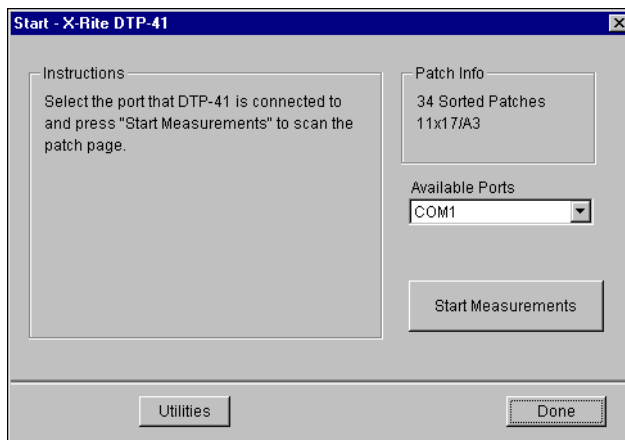 Start - X-Rite DTP-41
Instructions
Select the port that DTP-41 is connected to
and press "Start Measurements" to scan the
patch page.
Patch Info
34 Sorted Patches
11x17/A3
Available Ports
COM1
Start Measurements
Utilities
Done